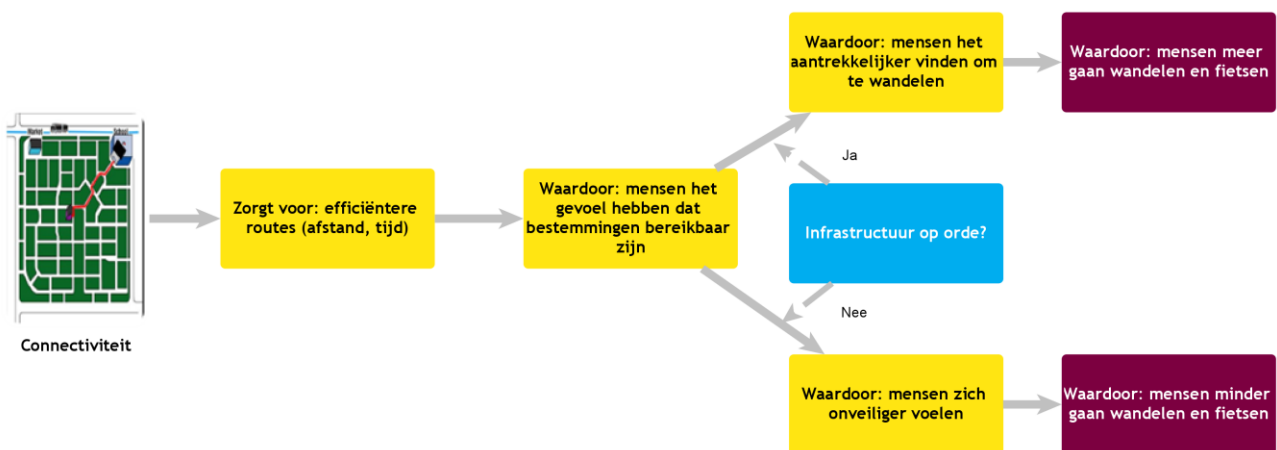 Market
School
Connectiviteit
Zorgt voor: efficiëntere
routes (afstand, tijd)
Waardoor: mensen het
gevoel hebben dat
bestemmingen bereikbaar
zijn
Waardoor: mensen het
aantrekkelijker vinden om
te wandelen
Waardoor: mensen meer
gaan wandelen en fietsen
Ja
Infrastructuur op orde?
Nee
Waardoor: mensen zich
onveiliger voelen
Waardoor: mensen minder
gaan wandelen en fietsen